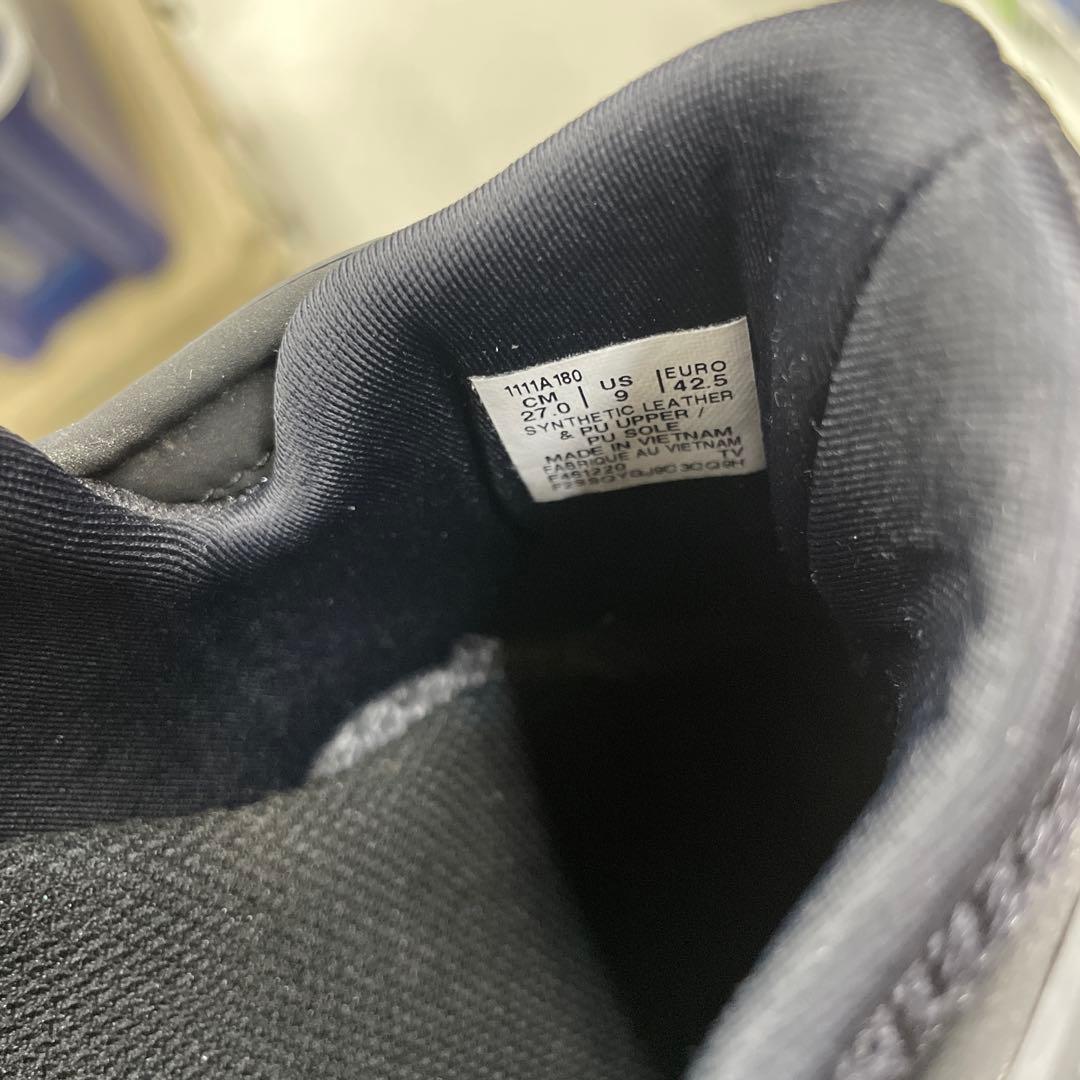 1111A180
CM | US | EURO
27.0 | 9 | 42.5
SYNTHETIC LEATHER
& PU UPPER /
PU SOLE
MADE IN VIETNAM
FABRIQUE AU VIETNAM
TV